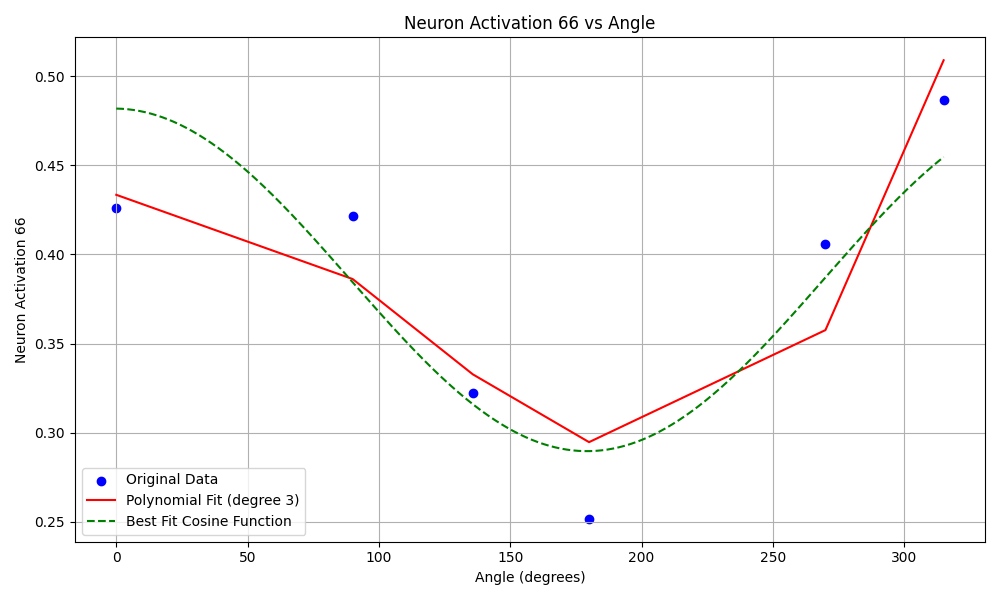 Neuron Activation 66 vs Angle
Neuron Activation 66
0.50
0.45
0.40
0.35
0.30
0.25
Original Data
Polynomial Fit (degree 3)
Best Fit Cosine Function
0 50 100 150 200 250 300
Angle (degrees)